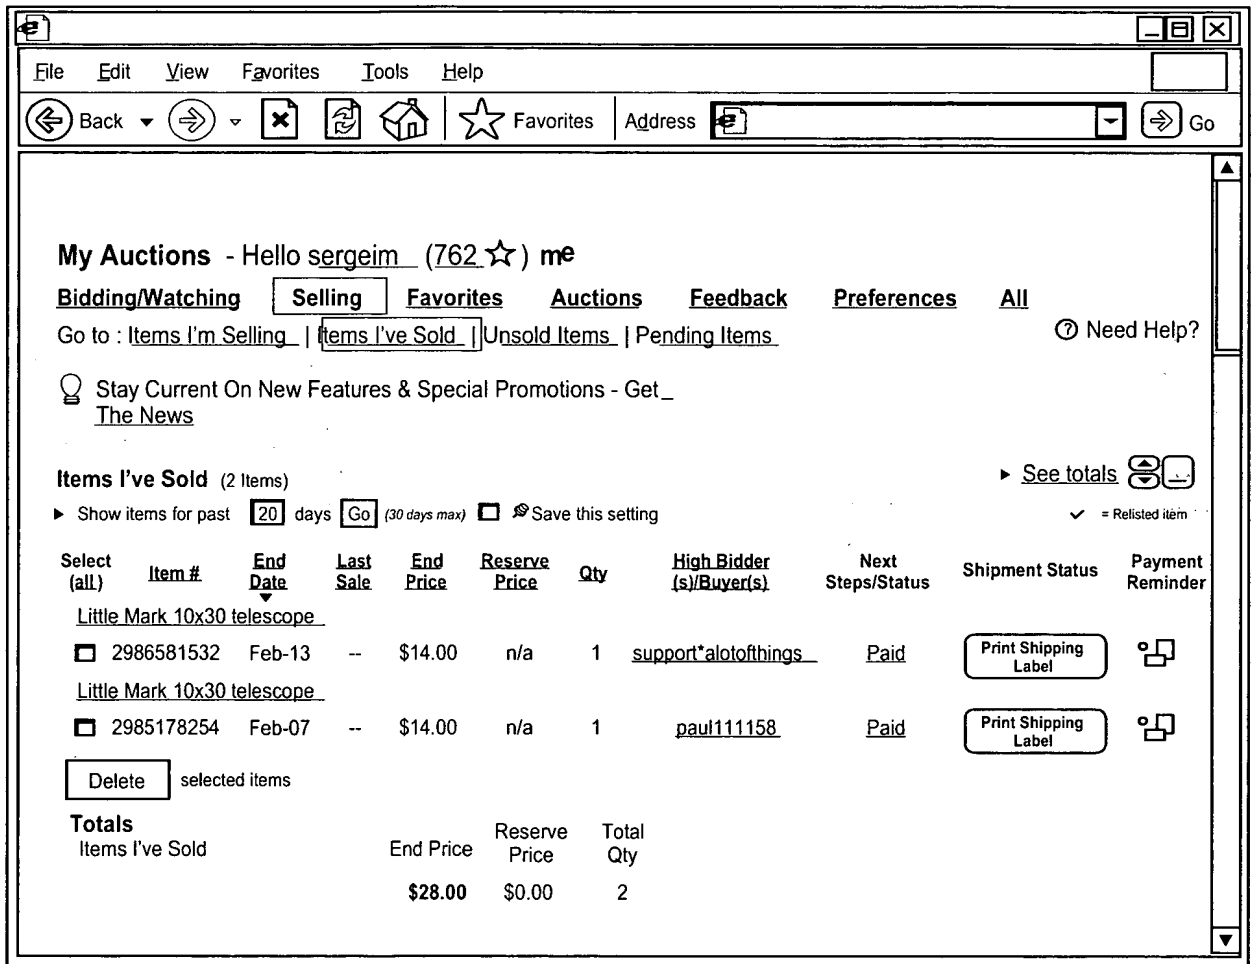 File Edit View Favorites Tools Help
Back Favorites Address Go
My Auctions - Hello sergeim (762 ☆) me
Bidding/Watching Selling Favorites Auctions Feedback Preferences All
Go to : Items I'm Selling | Items I've Sold | Unsold Items | Pending Items
? Need Help?
Stay Current On New Features & Special Promotions - Get
The News
Items I've Sold (2 Items)
See totals
Show items for past 20 days Go (30 days max) Save this setting
✓ = Relisted item
Select (all) Item # End Date Last Sale End Price Reserve Price Qty High Bidder (s)/Buyer(s) Next Steps/Status Shipment Status Payment Reminder
Little Mark 10x30 telescope
2986581532 Feb-13 -- $14.00 n/a 1 support*alotofthings Paid Print Shipping Label
Little Mark 10x30 telescope
2985178254 Feb-07 -- $14.00 n/a 1 paul111158 Paid Print Shipping Label
Delete selected items
Totals
Items I've Sold End Price Reserve Price Total Qty
$28.00 $0.00 2